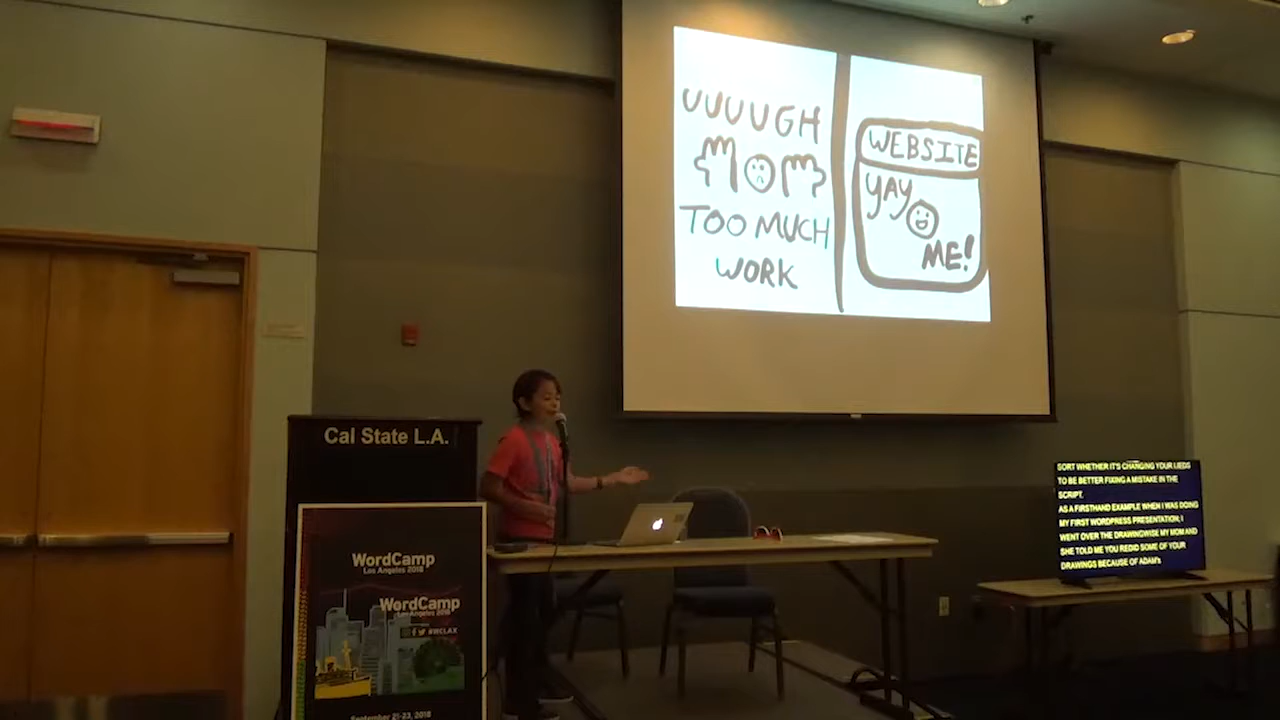 UUUUGH
MOM
TOO MUCH
WORK
WEBSITE
YAY
ME!
Cal State L.A.
WordCamp
Los Angeles 2018
WordCamp
Los Angeles 2018
#WCLAX
September 21-23, 2018
SORT WHETHER IT'S CHANGING YOUR
TO BE BETTER FIXING A MISTAKE IN THE
SCRIPT.
AS A FIRSTHAND EXAMPLE WHEN I WAS DOING
MY FIRST WORDPRESS PRESENTATION, I
WENT OVER THE DRAWINGWISE MY MOM AND
SHE TOLD ME YOU REDID SOME OF YOUR
DRAWINGS BECAUSE OF ADAM's